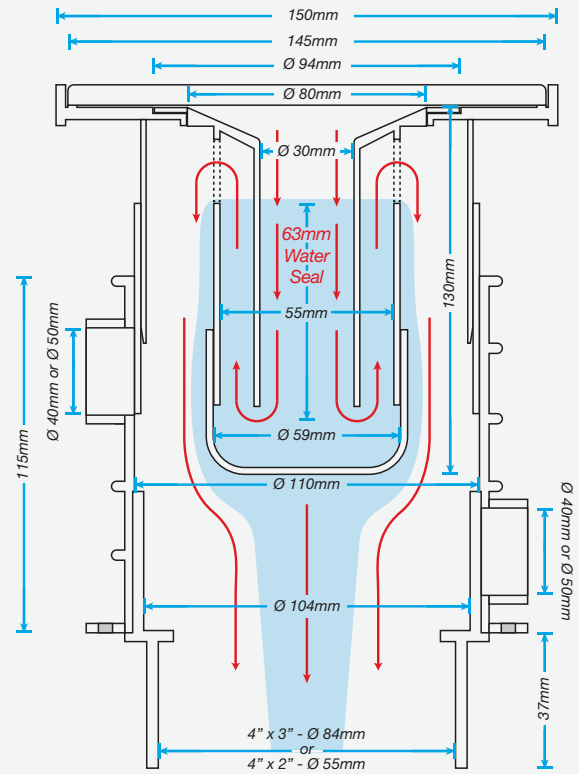 150mm
145mm
Ø 94mm
Ø 80mm
Ø 30mm
63mm
Water
Seal
130mm
55mm
Ø 40mm or Ø 50mm
115mm
Ø 59mm
Ø 110mm
Ø 40mm or Ø 50mm
Ø 104mm
37mm
4” x 3” - Ø 84mm
or
4” x 2” - Ø 55mm